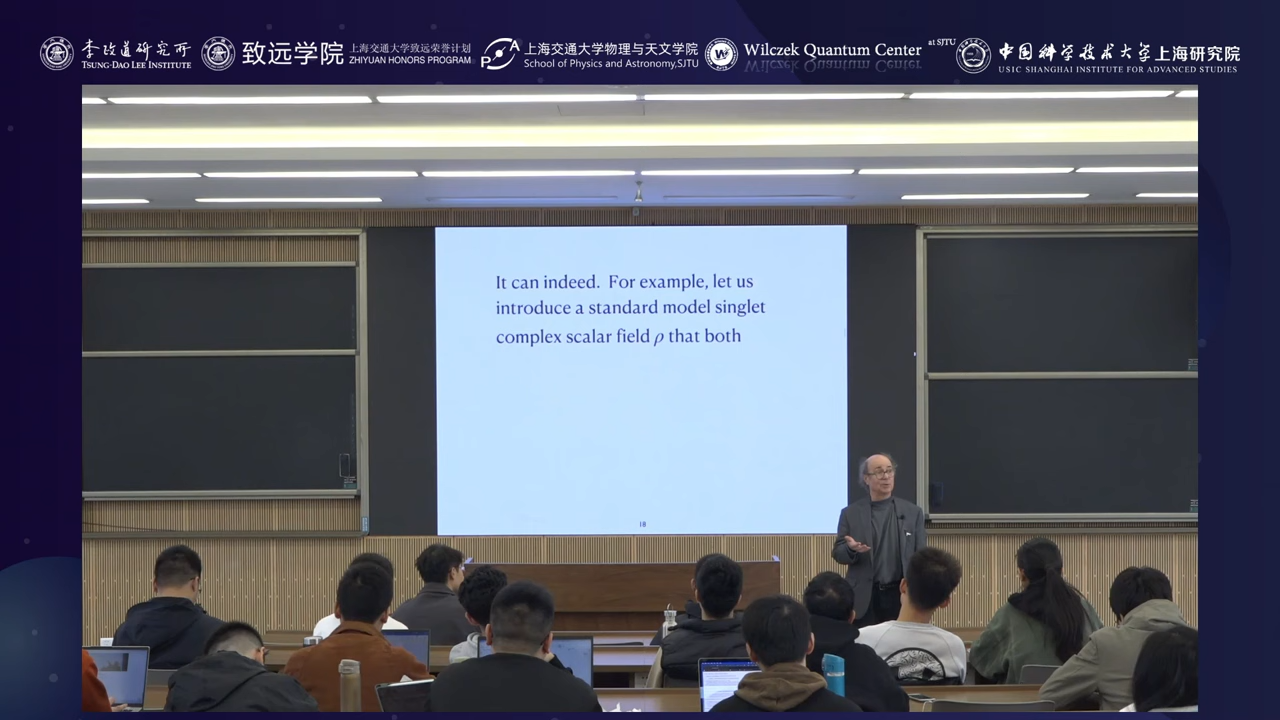 李政道研究所
TSUNG-DAO LEE INSTITUTE
致远学院
上海交通大学致远荣誉计划
ZHIYUAN HONORS PROGRAM
上海交通大学物理与天文学院
School of Physics and Astronomy,SJTU
Wilczek Quantum Center
at SJTU
中国科学技术大学上海研究院
USTC SHANGHAI INSTITUTE FOR ADVANCED STUDIES
It can indeed. For example, let us
introduce a standard model singlet
complex scalar field ρ that both
18